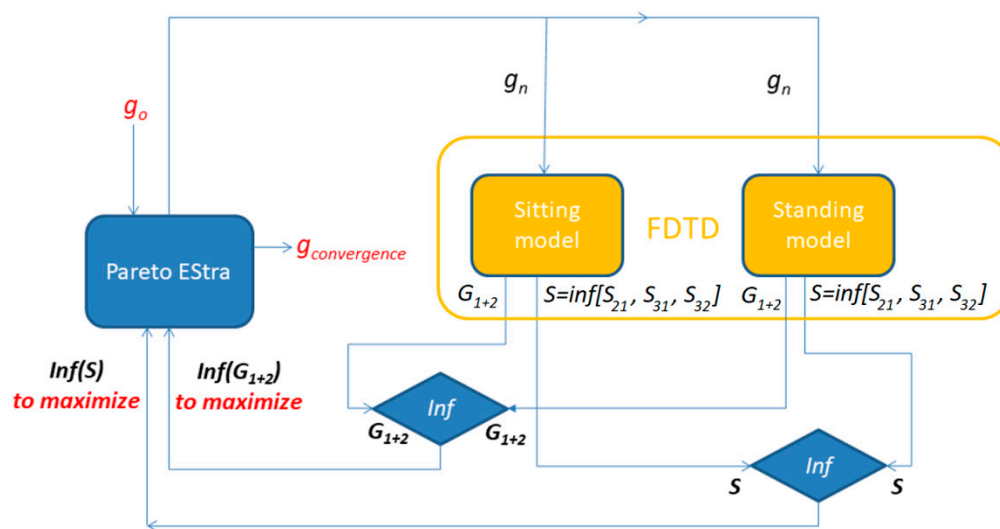 g_n
g_n
g_o
Sitting
model
FDTD
Standing
model
Pareto EStra
g_convergence
G_1+2
S=inf[S_21, S_31, S_32]
G_1+2
S=inf[S_21, S_31, S_32]
Inf(S)
to maximize
Inf(G_1+2)
to maximize
Inf
G_1+2
G_1+2
Inf
S
S